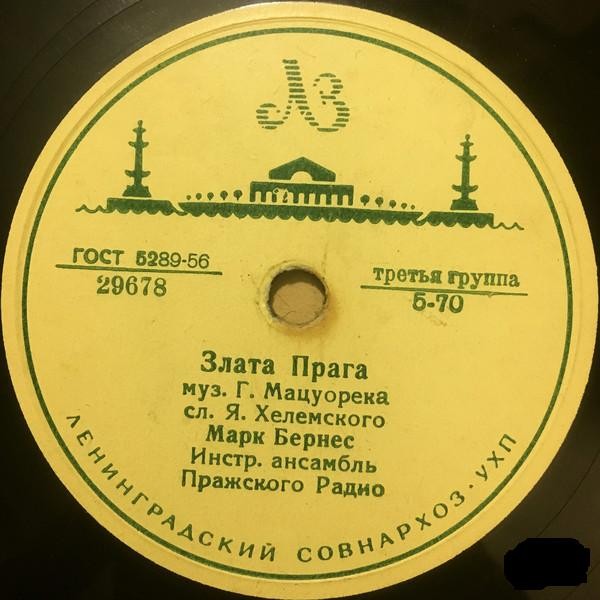 ЛЗ
ГОСТ 5289-56
29678
третья группа
5-70
Злата Прага
муз. Г. Мацуорека
сл. Я. Хелемского
Марк Бернес
Инстр. ансамбль
Пражского Радио
ЛЕНИНГРАДСКИЙ СОВНАРХОЗ · УХП